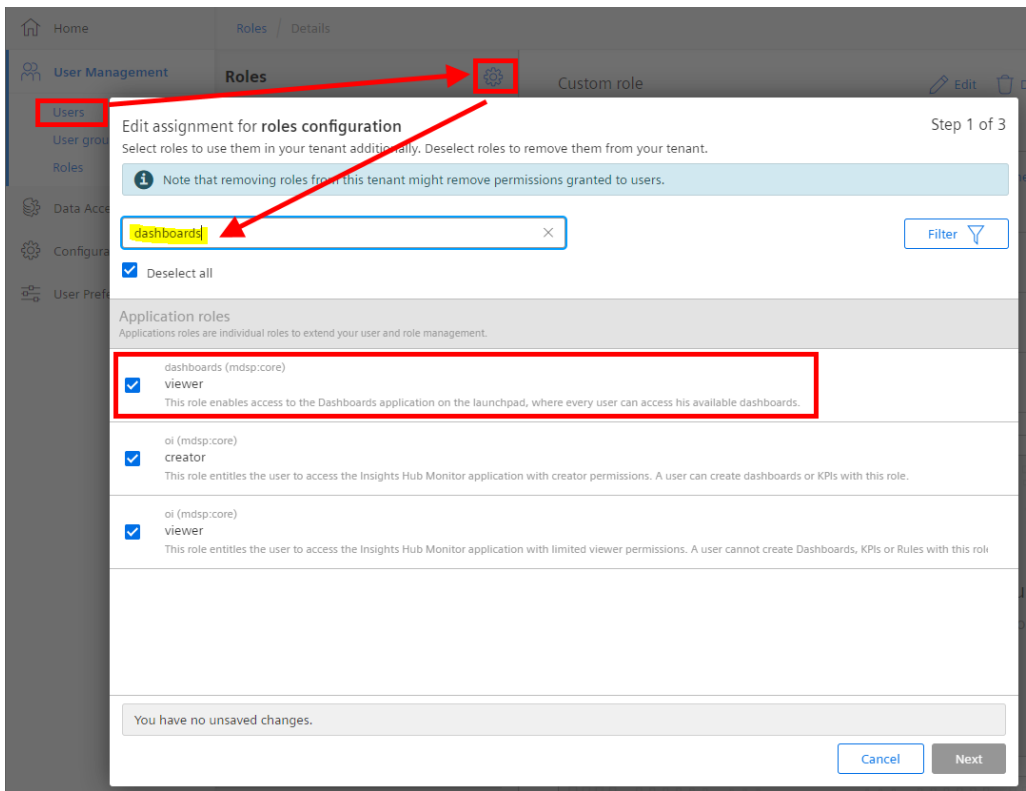 Home
Roles / Details
User Management
Roles
Custom role
Edit
Users
User grou
Roles
Data Acce
Configura
User Prefe
Edit assignment for roles configuration
Step 1 of 3
Select roles to use them in your tenant additionally. Deselect roles to remove them from your tenant.
Note that removing roles from this tenant might remove permissions granted to users.
dashboards
Filter
Deselect all
Application roles
Applications roles are individual roles to extend your user and role management.
dashboards (mdsp:core)
viewer
This role enables access to the Dashboards application on the launchpad, where every user can access his available dashboards.
oi (mdsp:core)
creator
This role entitles the user to access the Insights Hub Monitor application with creator permissions. A user can create dashboards or KPIs with this role.
oi (mdsp:core)
viewer
This role entitles the user to access the Insights Hub Monitor application with limited viewer permissions. A user cannot create Dashboards, KPIs or Rules with this role
You have no unsaved changes.
Cancel
Next